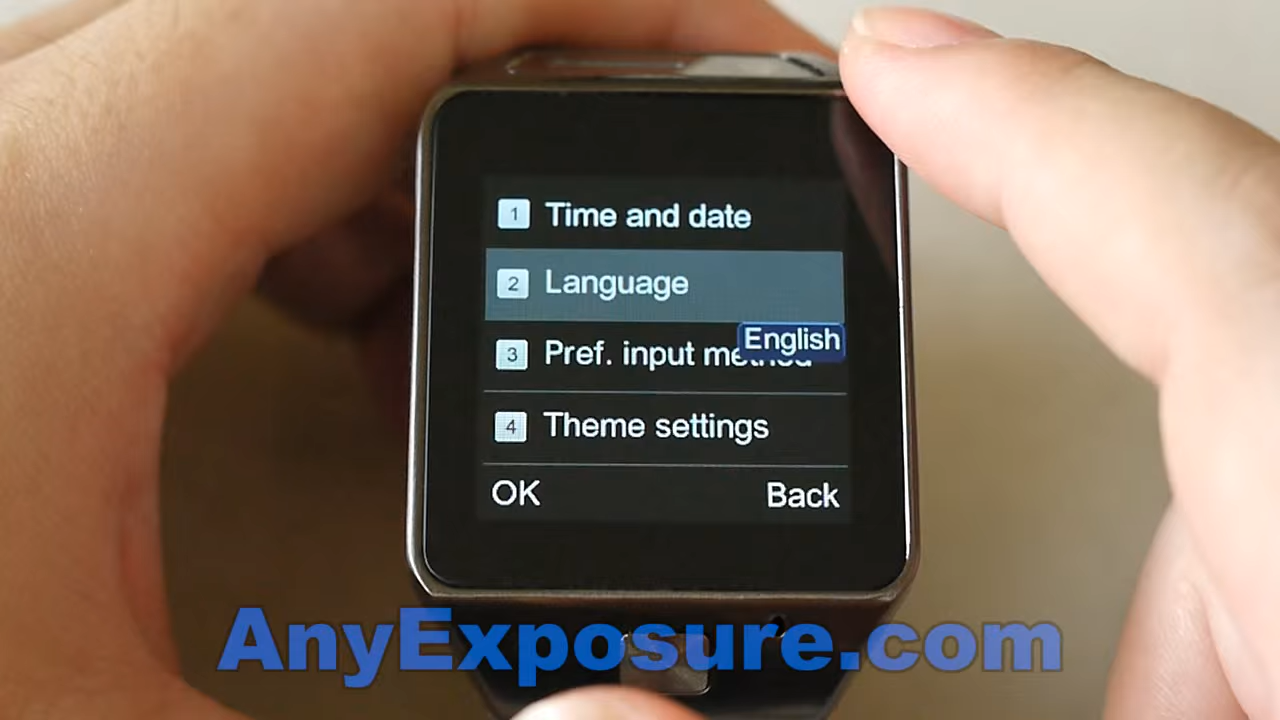 1 Time and date
2 Language
English
3 Pref. input method
4 Theme settings
OK Back
AnyExposure.com